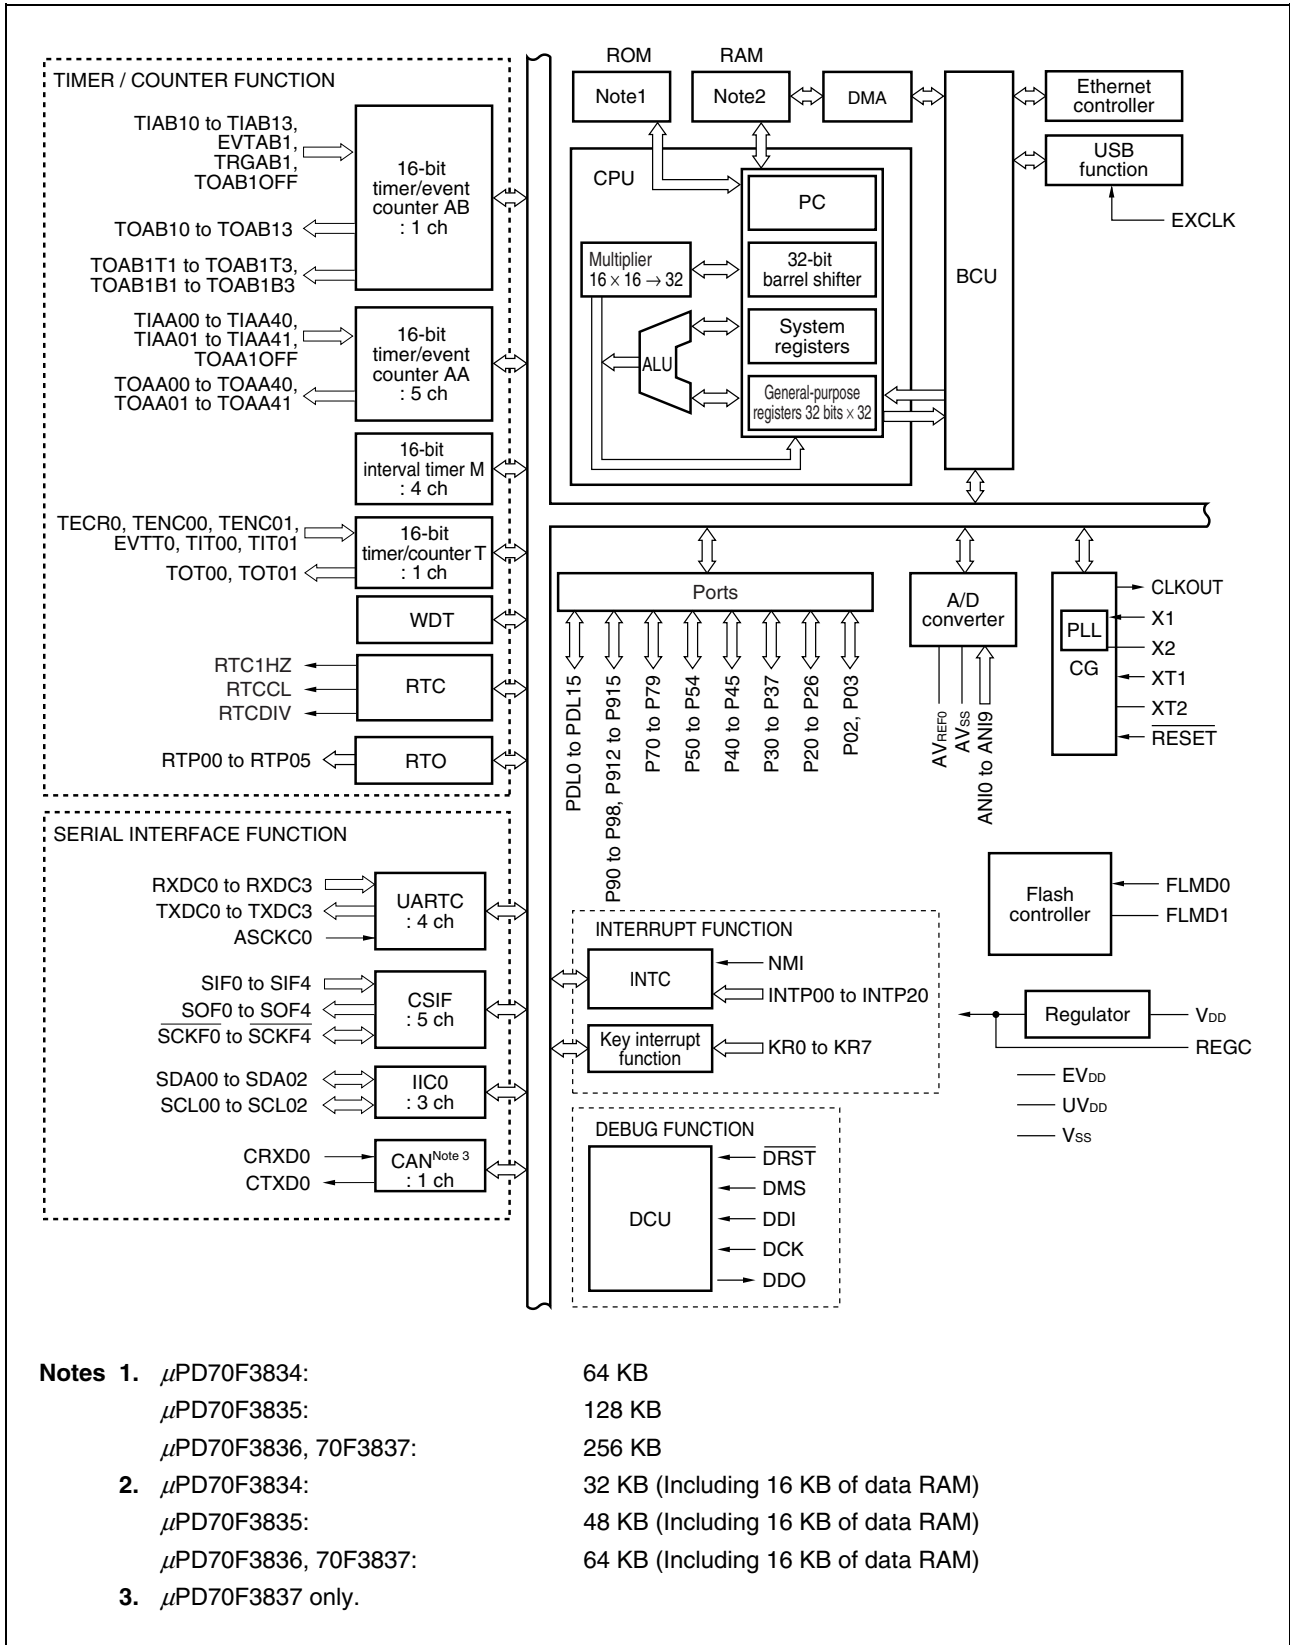 TIMER / COUNTER FUNCTION
TIAB10 to TIAB13,
EVTAB1,
TRGAB1,
TOAB1OFF
TOAB10 to TOAB13
TOAB1T1 to TOAB1T3,
TOAB1B1 to TOAB1B3
16-bit
timer/event
counter AB
: 1 ch
TIAA00 to TIAA40,
TIAA01 to TIAA41,
TOAA1OFF
TOAA00 to TOAA40,
TOAA01 to TOAA41
16-bit
timer/event
counter AA
: 5 ch
16-bit
interval timer M
: 4 ch
TECR0, TENC00, TENC01,
EVTT0, TIT00, TIT01
TOT00, TOT01
16-bit
timer/counter T
: 1 ch
WDT
RTC1HZ
RTCCL
RTCDIV
RTC
RTP00 to RTP05
RTO
SERIAL INTERFACE FUNCTION
RXDC0 to RXDC3
TXDC0 to TXDC3
ASCKC0
UARTC
: 4 ch
SIF0 to SIF4
SOF0 to SOF4
SCKF0 to SCKF4
CSIF
: 5 ch
SDA00 to SDA02
SCL00 to SCL02
IIC0
: 3 ch
CRXD0
CTXD0
CAN Note 3
: 1 ch
ROM
Note1
RAM
Note2
DMA
BCU
Ethernet
controller
USB
function
EXCLK
CPU
PC
Multiplier
16 × 16 → 32
32-bit
barrel shifter
ALU
System
registers
General-purpose
registers 32 bits × 32
Ports
PDL0 to PDL15
P90 to P98, P912 to P915
P70 to P79
P50 to P54
P40 to P45
P30 to P37
P20 to P26
P02, P03
A/D
converter
AVREF0
AVSS
ANI0 to ANI9
PLL
CG
CLKOUT
X1
X2
XT1
XT2
RESET
Flash
controller
FLMD0
FLMD1
INTERRUPT FUNCTION
INTC
NMI
INTP00 to INTP20
Key interrupt
function
KR0 to KR7
Regulator
VDD
REGC
EVDD
UVDD
VSS
DEBUG FUNCTION
DCU
DRST
DMS
DDI
DCK
DDO
Notes 1. μPD70F3834: 64 KB
μPD70F3835: 128 KB
μPD70F3836, 70F3837: 256 KB
2. μPD70F3834: 32 KB (Including 16 KB of data RAM)
μPD70F3835: 48 KB (Including 16 KB of data RAM)
μPD70F3836, 70F3837: 64 KB (Including 16 KB of data RAM)
3. μPD70F3837 only.